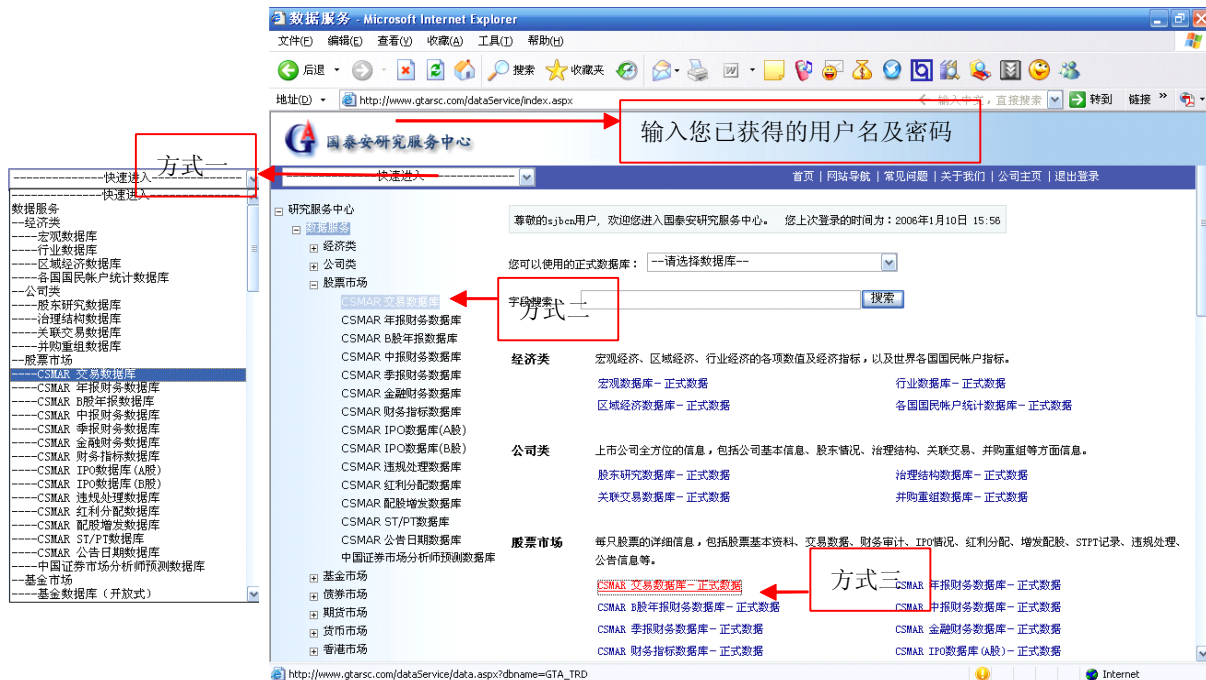 数据服务 - Microsoft Internet Explorer
文件(F) 编辑(E) 查看(V) 收藏(A) 工具(T) 帮助(H)
后退 搜索 收藏夹
地址(D) http://www.gtarsc.com/dataService/index.aspx 输入中文，直接搜索 转到 链接 »
输入您已获得的用户名及密码
国泰安研究服务中心
方式一
--------------快速进入--------------
首页 | 网站导航 | 常见问题 | 关于我们 | 公司主页 | 退出登录
--------------快速进入--------------
--------------快速进入--------------
数据服务
--经济类
----宏观数据库
----行业数据库
----区域经济数据库
----各国国民帐户统计数据库
--公司类
----股东研究数据库
----治理结构数据库
----关联交易数据库
----并购重组数据库
--股票市场
----CSMAR 交易数据库
----CSMAR 年报财务数据库
----CSMAR B股年报数据库
----CSMAR 中报财务数据库
----CSMAR 季报财务数据库
----CSMAR 金融财务数据库
----CSMAR 财务指标数据库
----CSMAR IPO数据库(A股)
----CSMAR IPO数据库(B股)
----CSMAR 违规处理数据库
----CSMAR 红利分配数据库
----CSMAR 配股增发数据库
----CSMAR ST/PT数据库
----CSMAR 公告日期数据库
----中国证券市场分析师预测数据库
--基金市场
----基金数据库（开放式）
研究服务中心
数据服务
经济类
公司类
股票市场
CSMAR 交易数据库
CSMAR 年报财务数据库
CSMAR B股年报数据库
CSMAR 中报财务数据库
CSMAR 季报财务数据库
CSMAR 金融财务数据库
CSMAR 财务指标数据库
CSMAR IPO数据库(A股)
CSMAR IPO数据库(B股)
CSMAR 违规处理数据库
CSMAR 红利分配数据库
CSMAR 配股增发数据库
CSMAR ST/PT数据库
CSMAR 公告日期数据库
中国证券市场分析师预测数据库
基金市场
债券市场
期货市场
货币市场
香港市场
尊敬的sjbcn用户，欢迎您进入国泰安研究服务中心。 您上次登录的时间为：2006年1月10日 15:56
您可以使用的正式数据库： --请选择数据库--
字段搜索： 搜索
方式二
经济类 宏观经济、区域经济、行业经济的各项数值及经济指标，以及世界各国国民帐户指标。
宏观数据库－正式数据 行业数据库－正式数据
区域经济数据库－正式数据 各国国民帐户统计数据库－正式数据
公司类 上市公司全方位的信息，包括公司基本信息、股东情况、治理结构、关联交易、并购重组等方面信息。
股东研究数据库－正式数据 治理结构数据库－正式数据
关联交易数据库－正式数据 并购重组数据库－正式数据
股票市场 每只股票的详细信息，包括股票基本资料、交易数据、财务审计、IPO情况、红利分配、增发配股、STPT记录、违规处理、
公告信息等。
方式三
CSMAR 交易数据库－正式数据 CSMAR 年报财务数据库－正式数据
CSMAR B股年报财务数据库－正式数据 CSMAR 中报财务数据库－正式数据
CSMAR 季报财务数据库－正式数据 CSMAR 金融财务数据库－正式数据
CSMAR 财务指标数据库－正式数据 CSMAR IPO数据库(A股)－正式数据
http://www.gtarsc.com/dataService/data.aspx?dbname=GTA_TRD Internet